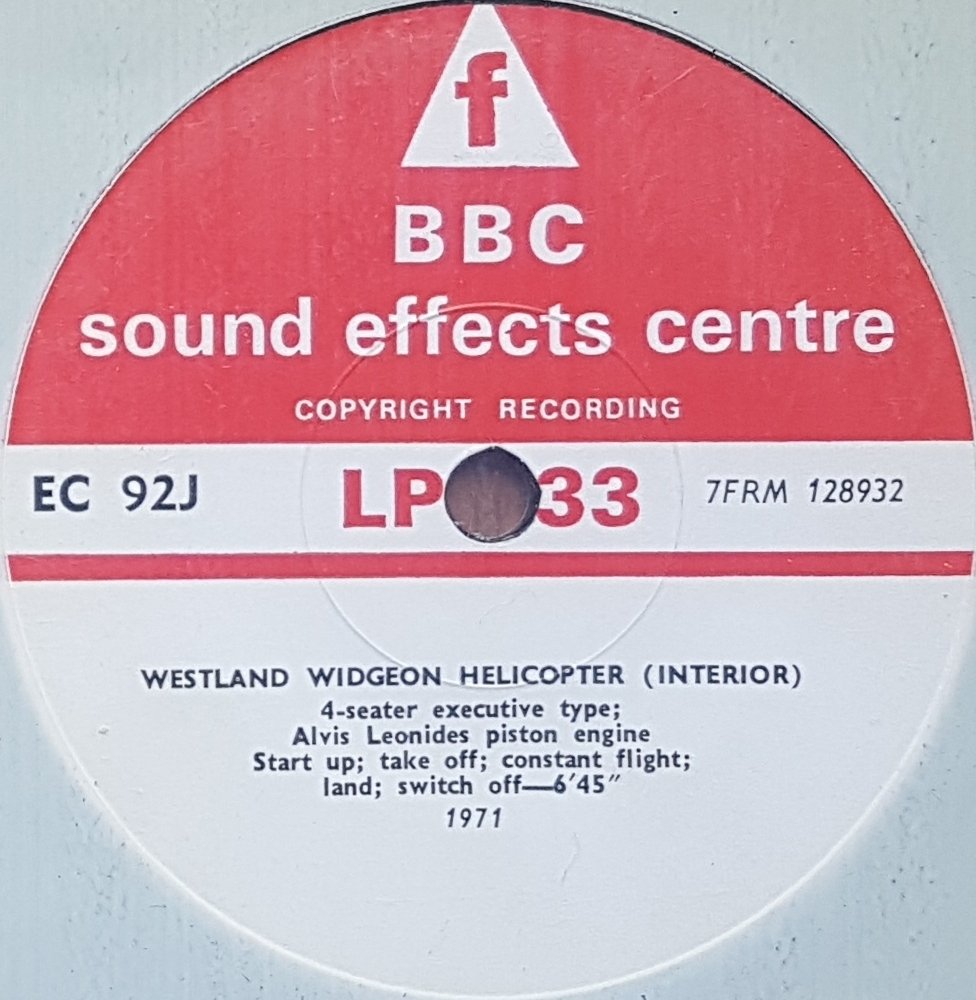 f
BBC
sound effects centre
COPYRIGHT RECORDING
EC 92J LP 33 7FRM 128932
WESTLAND WIDGEON HELICOPTER (INTERIOR)
4-seater executive type;
Alvis Leonides piston engine
Start up; take off; constant flight;
land; switch off—6′45″
1971